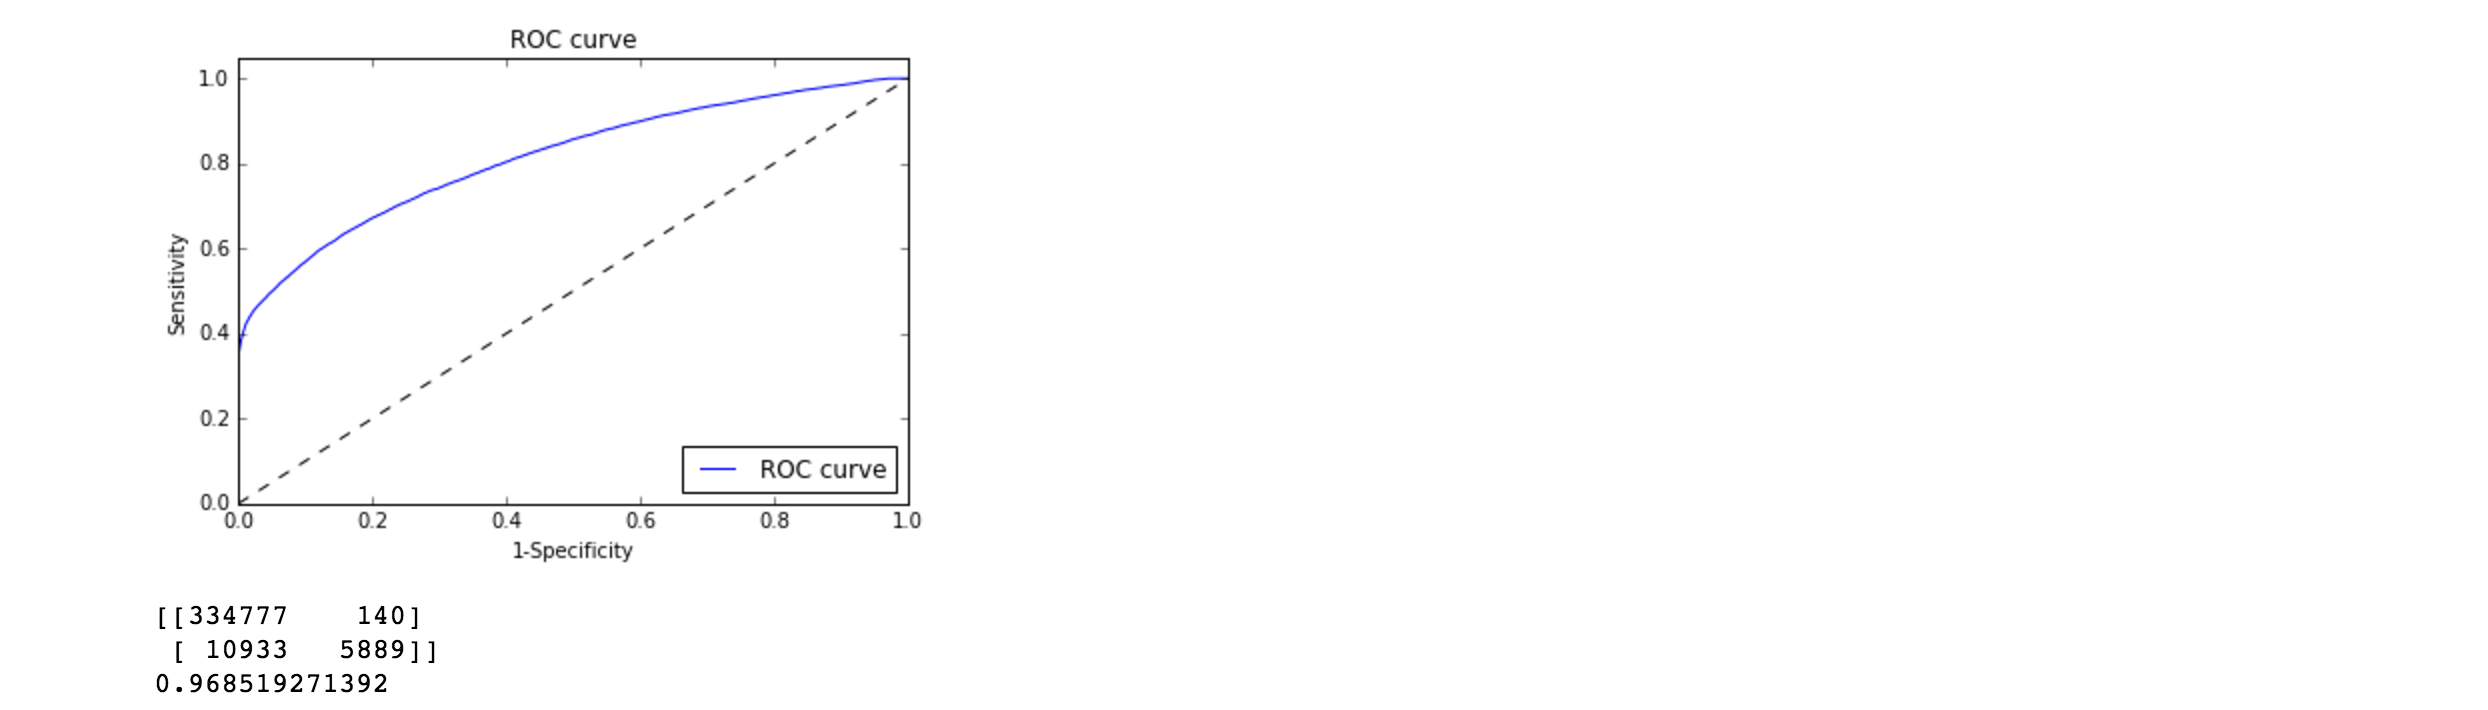 ROC curve
1.0
0.8
0.6
0.4
0.2
0.0
Sensitivity
ROC curve
0.0 0.2 0.4 0.6 0.8 1.0
1-Specificity
[[334777 140]
[ 10933 5889]]
0.968519271392